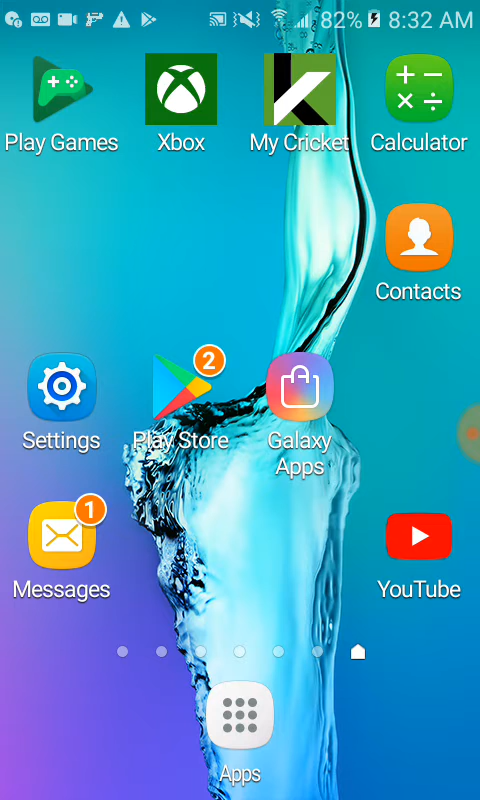 82% 8:32 AM
Play Games Xbox My Cricket Calculator
Contacts
2
Settings Play Store Galaxy Apps
1
Messages YouTube
Apps